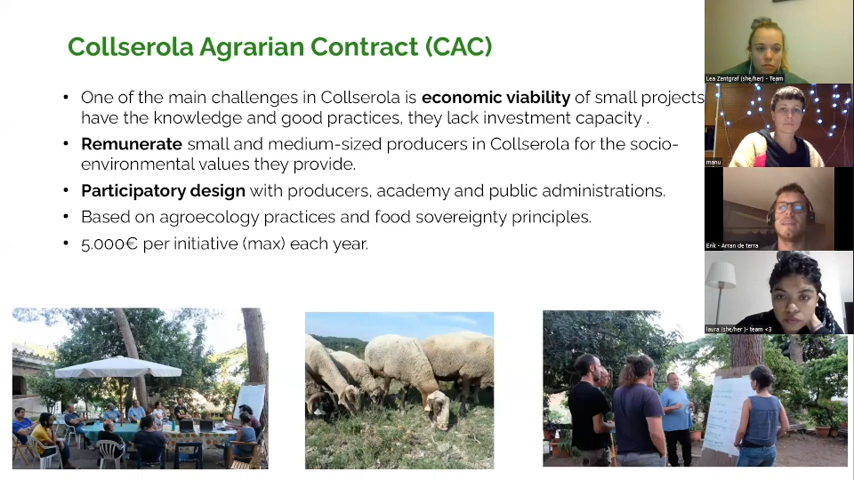 Collserola Agrarian Contract (CAC)
• One of the main challenges in Collserola is economic viability of small projects
have the knowledge and good practices, they lack investment capacity .
• Remunerate small and medium-sized producers in Collserola for the socio-
environmental values they provide.
• Participatory design with producers, academy and public administrations.
• Based on agroecology practices and food sovereignty principles.
• 5.000€ per initiative (max) each year.
Lea Zentgraf (she/her) - Team
manu
Erik - Arran de terra
laura (she/her )- team <3